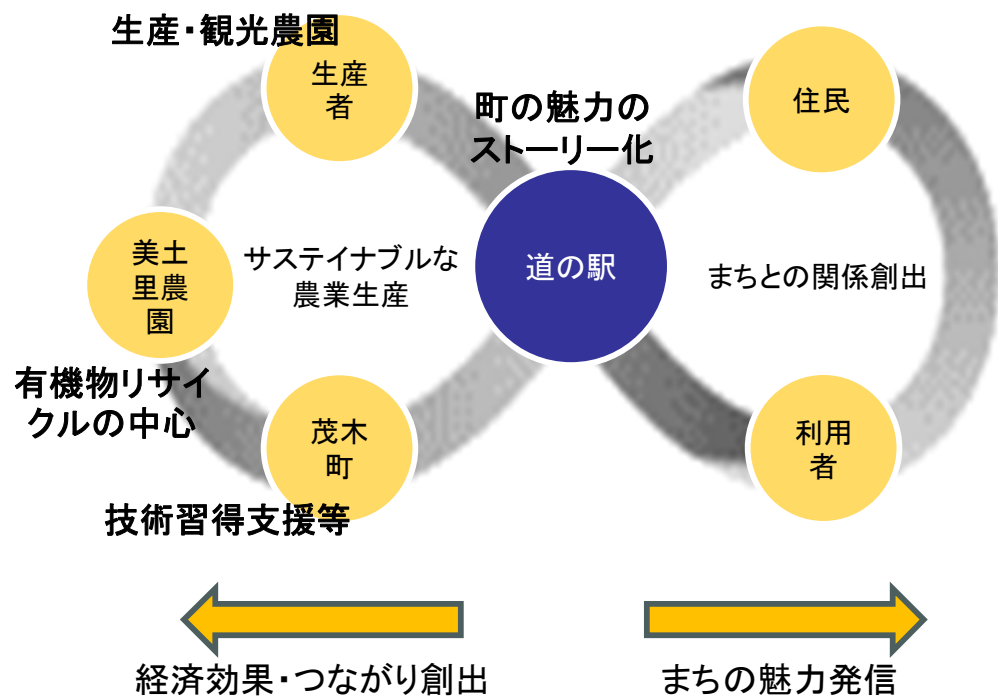 生産・観光農園
生産
者
町の魅力の
ストーリー化
住民
美土
里農
園
サステイナブルな
農業生産
道の駅
まちとの関係創出
有機物リサイ
クルの中心
茂木
町
利用
者
技術習得支援等
経済効果・つながり創出
まちの魅力発信